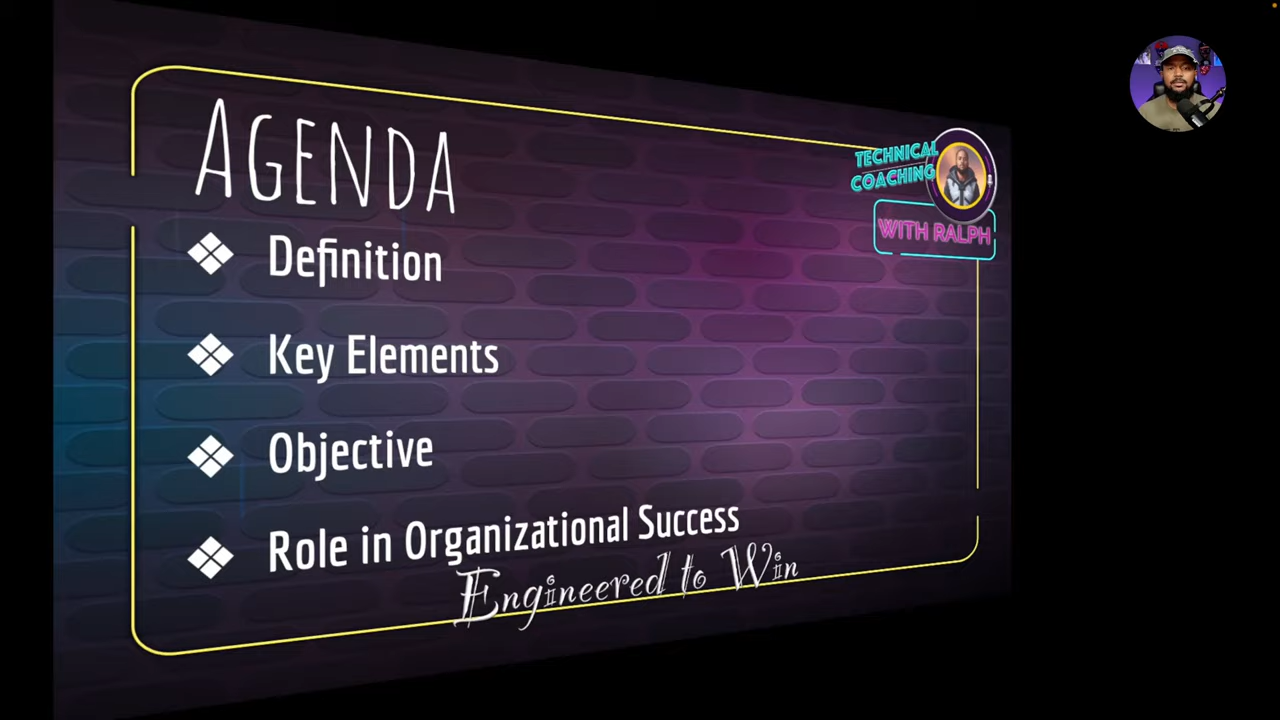 AGENDA
Definition
Key Elements
Objective
Role in Organizational Success
Engineered to Win
TECHNICAL
COACHING
WITH RALPH